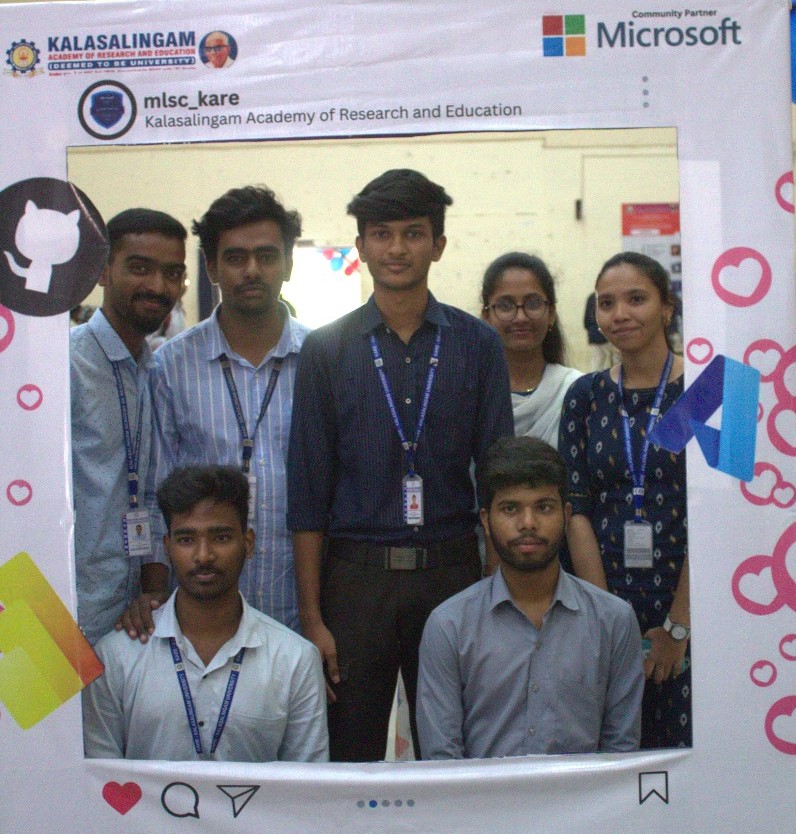 KALASALINGAM
ACADEMY OF RESEARCH AND EDUCATION
(DEEMED TO BE UNIVERSITY)
Community Partner
Microsoft
mlsc_kare
Kalasalingam Academy of Research and Education